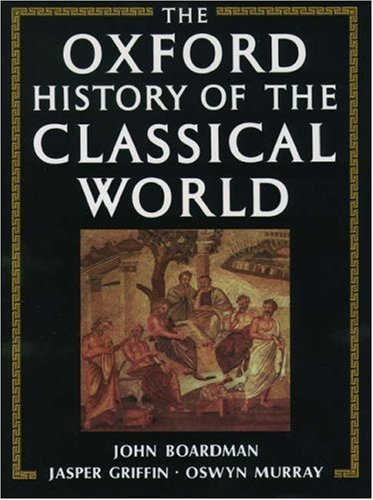 THE
OXFORD
HISTORY OF THE
CLASSICAL
WORLD
JOHN BOARDMAN
JASPER GRIFFIN · OSWYN MURRAY